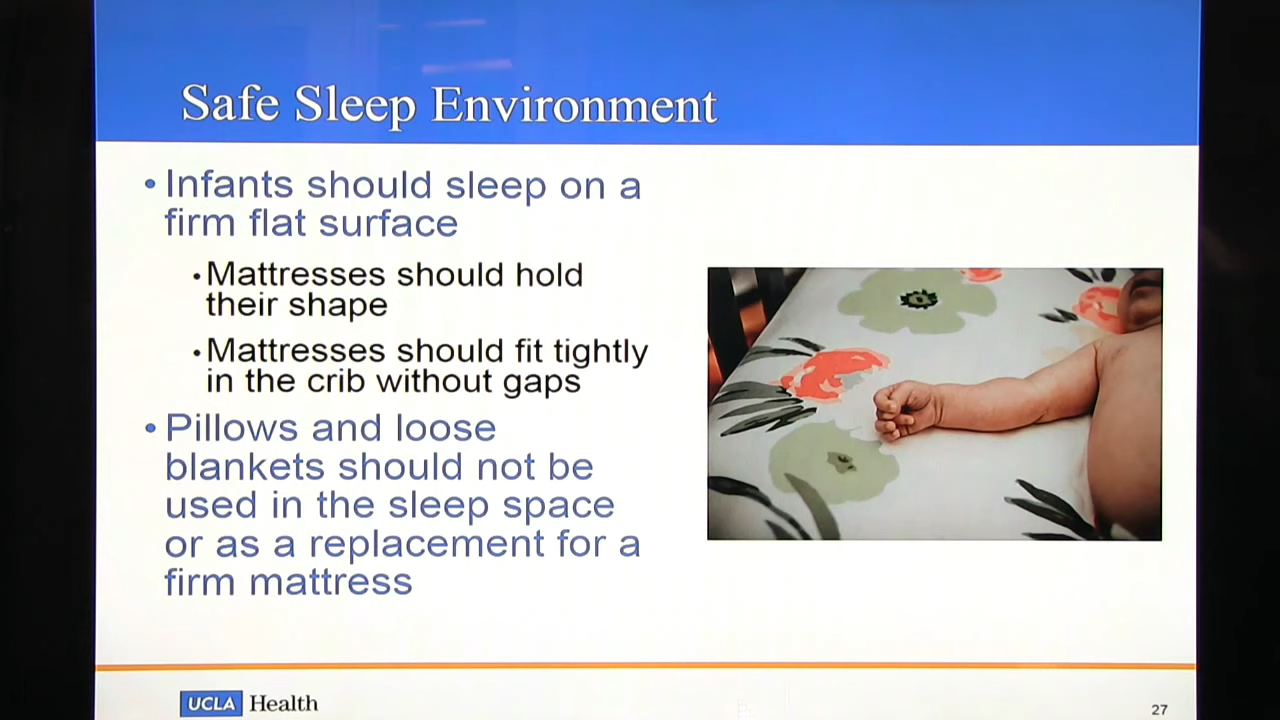 Safe Sleep Environment
• Infants should sleep on a
firm flat surface
• Mattresses should hold
their shape
• Mattresses should fit tightly
in the crib without gaps
• Pillows and loose
blankets should not be
used in the sleep space
or as a replacement for a
firm mattress
UCLA Health
27